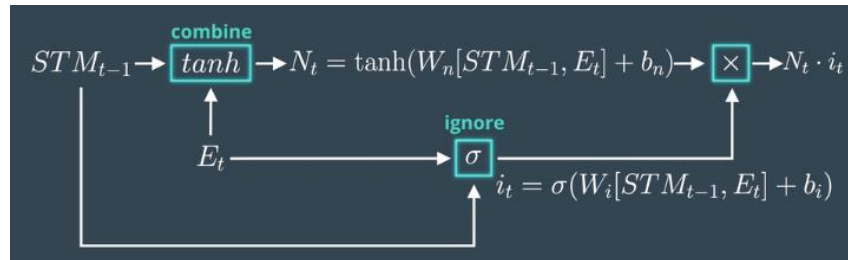 combine
STM_{t-1} tanh N_t = tanh(W_n[STM_{t-1}, E_t] + b_n) × N_t · i_t
ignore
E_t σ
i_t = σ(W_i[STM_{t-1}, E_t] + b_i)